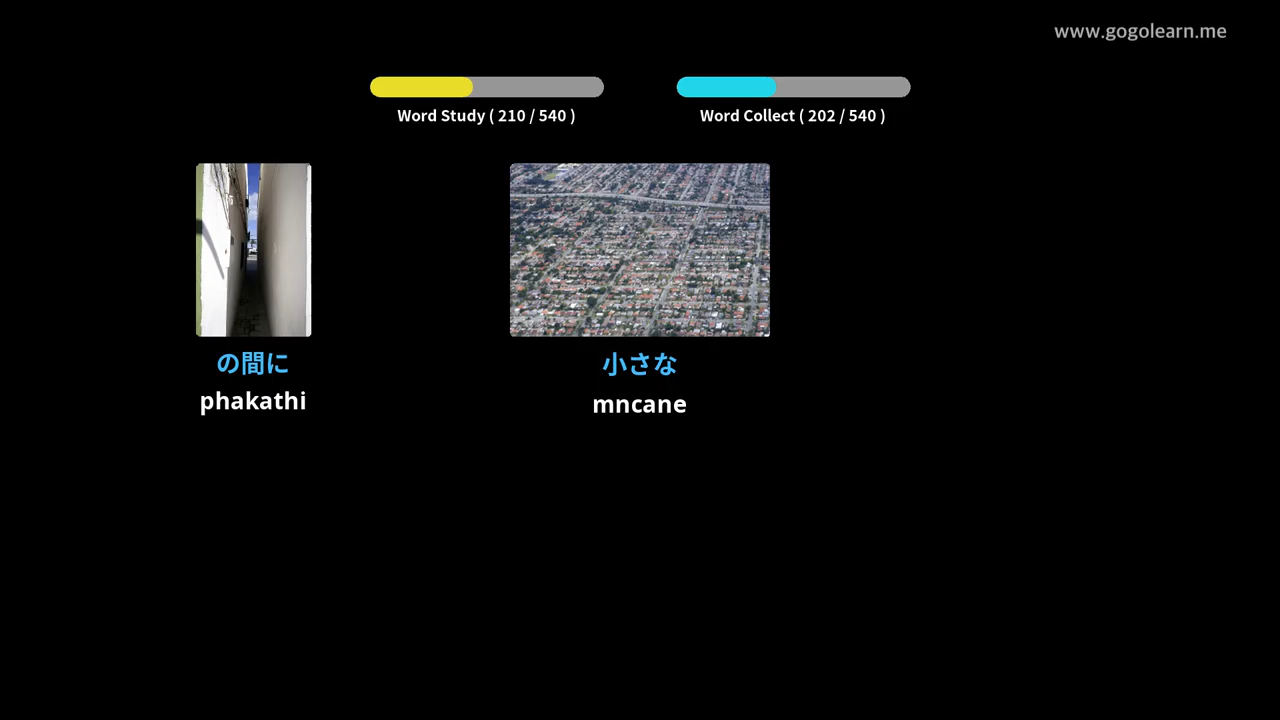 www.gogolearn.me
Word Study ( 210 / 540 )
Word Collect ( 202 / 540 )
の間に
phakathi
小さな
mncane